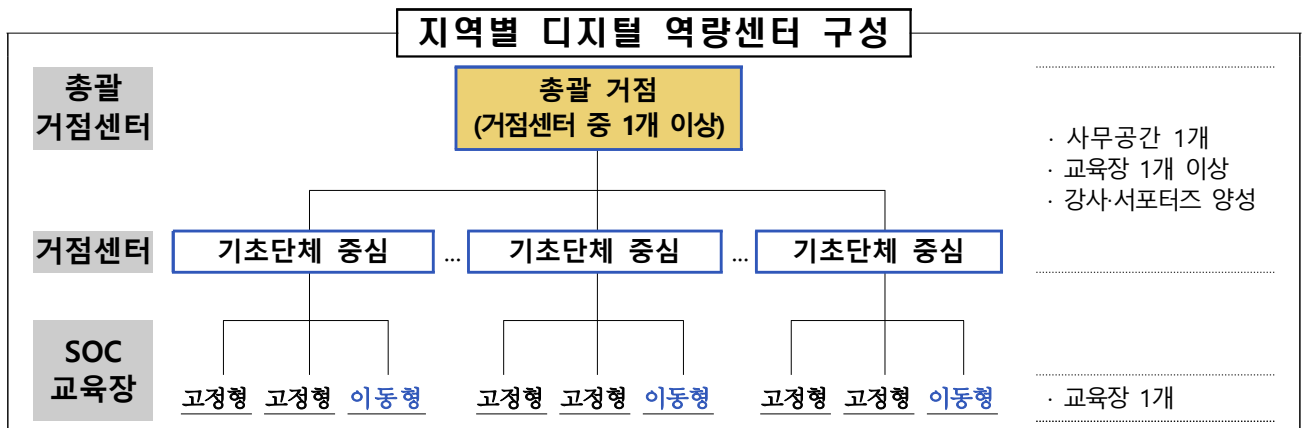 지역별 디지털 역량센터 구성
총괄
거점센터
총괄 거점
(거점센터 중 1개 이상)
· 사무공간 1개
· 교육장 1개 이상
· 강사·서포터즈 양성
거점센터
기초단체 중심 ... 기초단체 중심 ... 기초단체 중심
SOC
교육장
고정형 고정형 이동형 고정형 고정형 이동형 고정형 고정형 이동형
· 교육장 1개